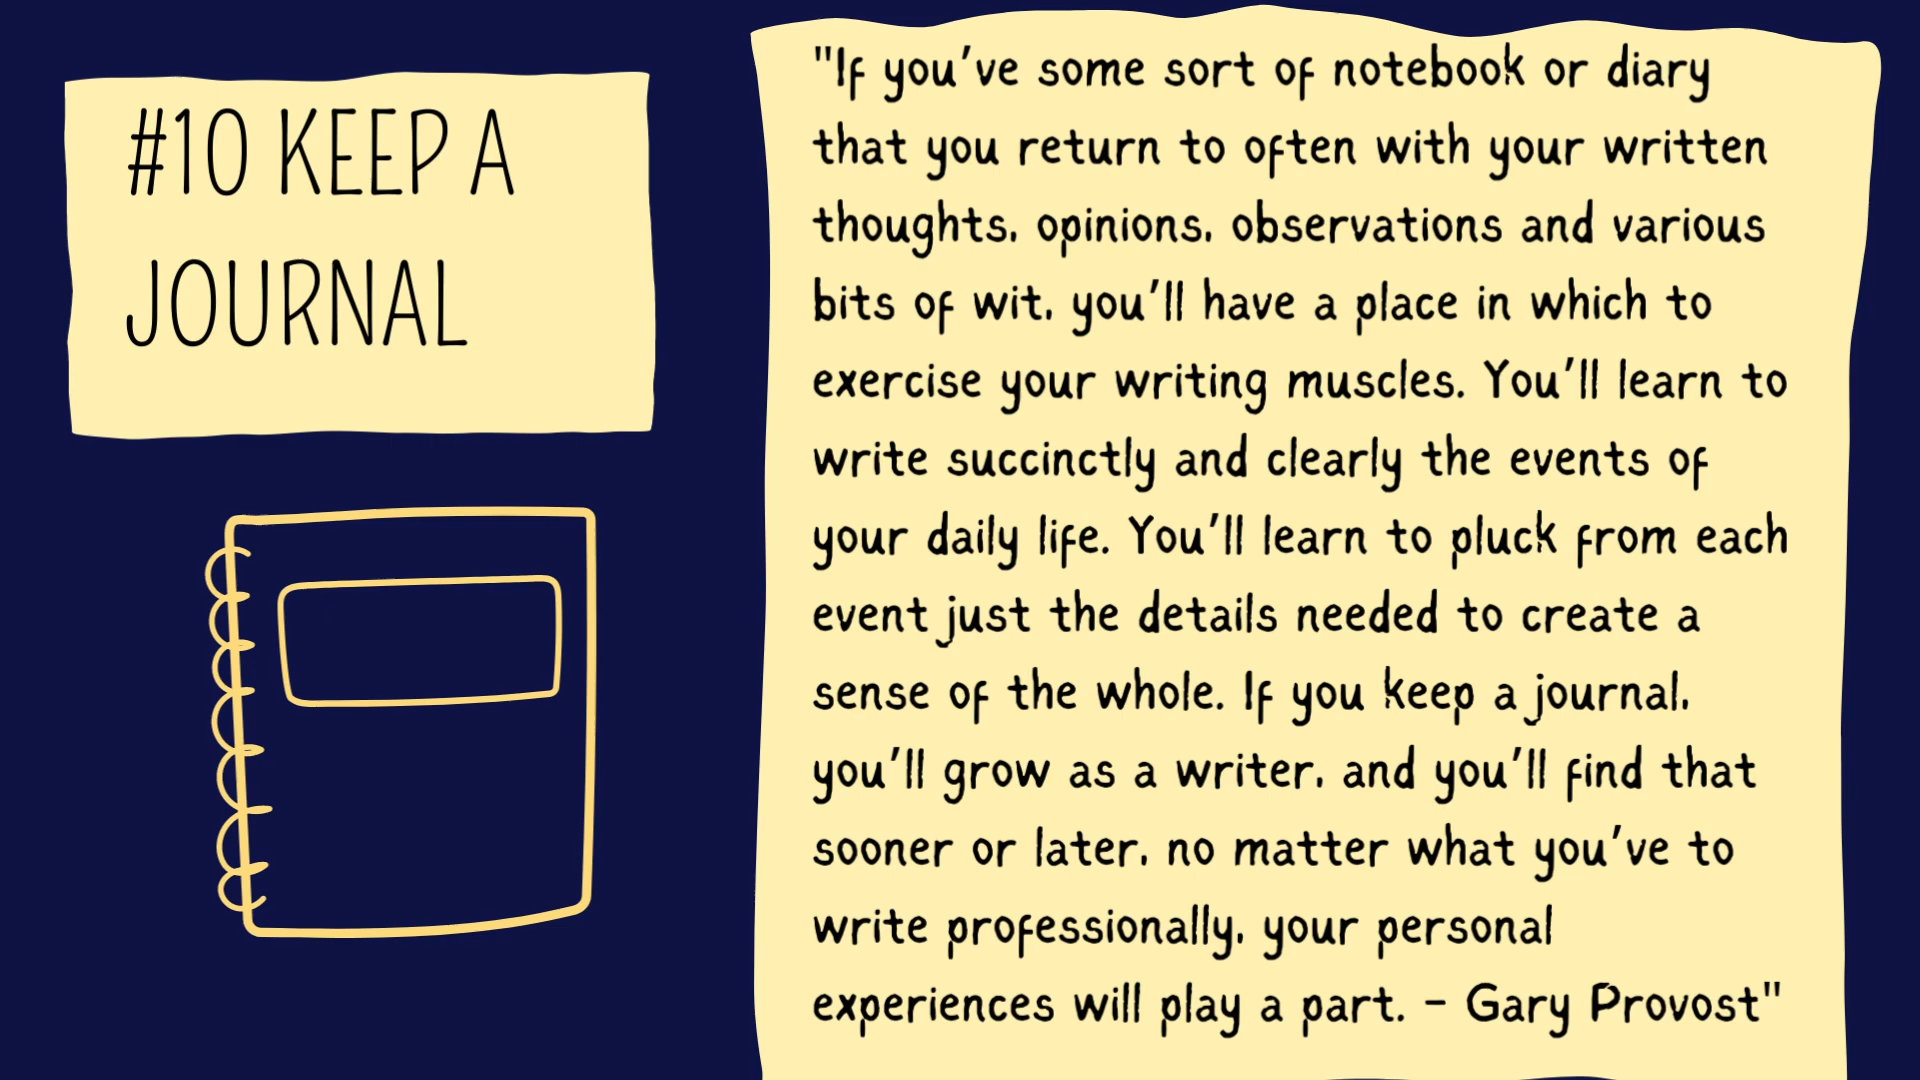 #10 KEEP A
JOURNAL
"If you've some sort of notebook or diary
that you return to often with your written
thoughts, opinions, observations and various
bits of wit, you'll have a place in which to
exercise your writing muscles. You'll learn to
write succinctly and clearly the events of
your daily life. You'll learn to pluck from each
event just the details needed to create a
sense of the whole. If you keep a journal,
you'll grow as a writer, and you'll find that
sooner or later, no matter what you've to
write professionally, your personal
experiences will play a part. - Gary Provost"